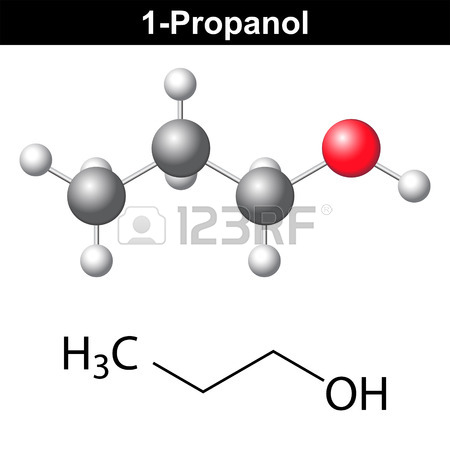 1-Propanol
123RF
H₃C
OH